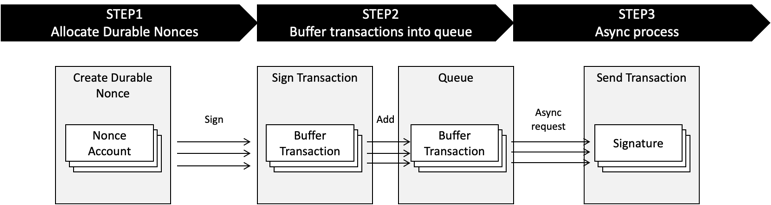 STEP1
Allocate Durable Nonces
STEP2
Buffer transactions into queue
STEP3
Async process
Create Durable
Nonce
Nonce
Account
Sign
Sign Transaction
Buffer
Transaction
Add
Queue
Buffer
Transaction
Async
request
Send Transaction
Signature